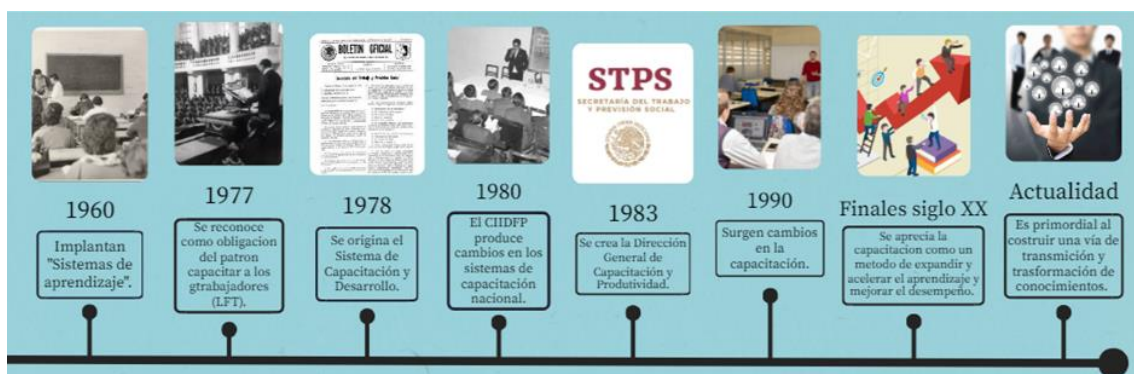 BOLETIN OFICIAL
STPS
SECRETARÍA DEL TRABAJO
Y PREVISIÓN SOCIAL
1960
Implantan
"Sistemas de
aprendizaje".
1977
Se reconoce
como obligacion
del patron
capacitar a los
gtrabajadores
(LFT).
1978
Se origina el
Sistema de
Capacitación y
Desarrollo.
1980
El CIIDFP
produce
cambios en los
sistemas de
capacitación
nacional.
1983
Se crea la Dirección
General de
Capacitación y
Productividad.
1990
Surgen cambios
en la
capacitación.
Finales siglo XX
Se aprecia la
capacitacion como un
metodo de expandir y
acelerar el aprendizaje y
mejorar el desempeño.
Actualidad
Es primordial al
costruir una vía de
transmición y
trasformación de
conocimientos.